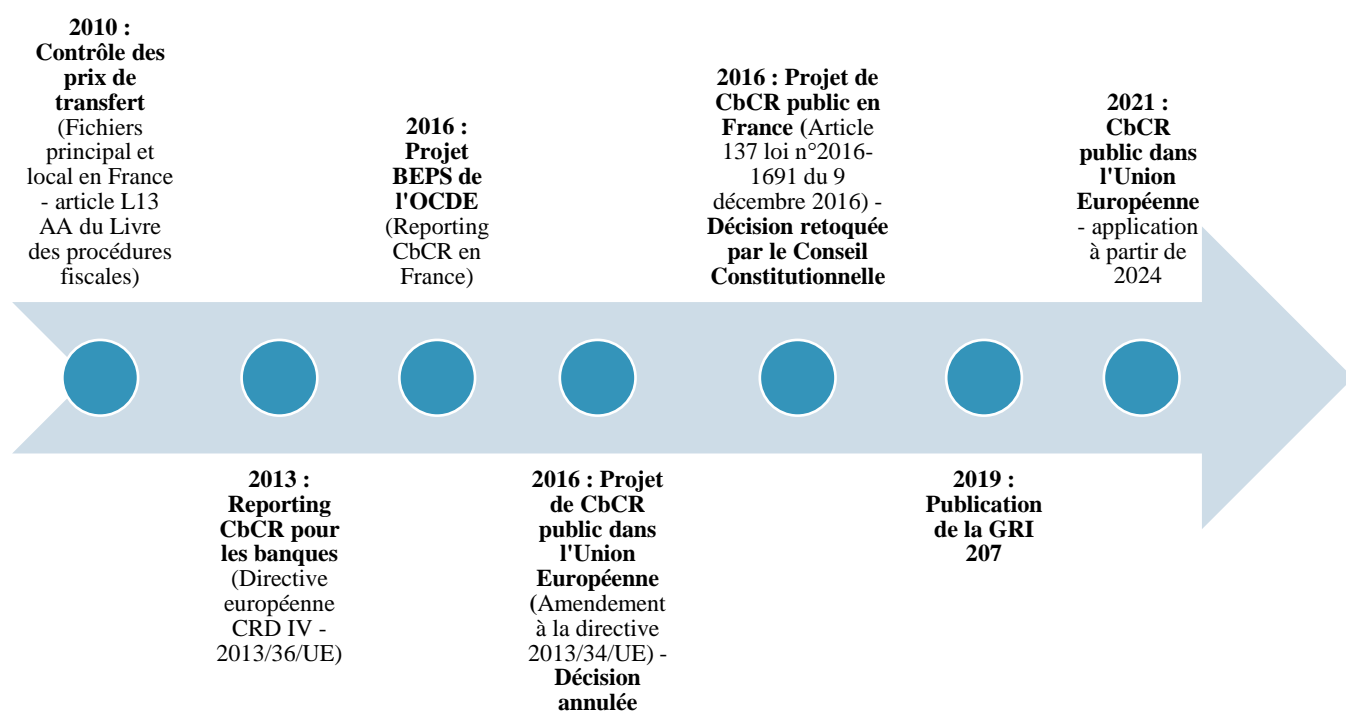 2010 :
Contrôle des
prix de
transfert
(Fichiers
principal et
local en France
- article L13
AA du Livre
des procédures
fiscales)
2013 :
Reporting
CbCR pour
les banques
(Directive
européenne
CRD IV -
2013/36/UE)
2016 :
Projet
BEPS de
l'OCDE
(Reporting
CbCR en
France)
2016 : Projet
de CbCR
public dans
l'Union
Européenne
(Amendement
à la directive
2013/34/UE) -
Décision
annulée
2016 : Projet de
CbCR public en
France (Article
137 loi n°2016-
1691 du 9
décembre 2016) -
Décision retoquée
par le Conseil
Constitutionnelle
2019 :
Publication
de la GRI
207
2021 :
CbCR
public dans
l'Union
Européenne
- application
à partir de
2024